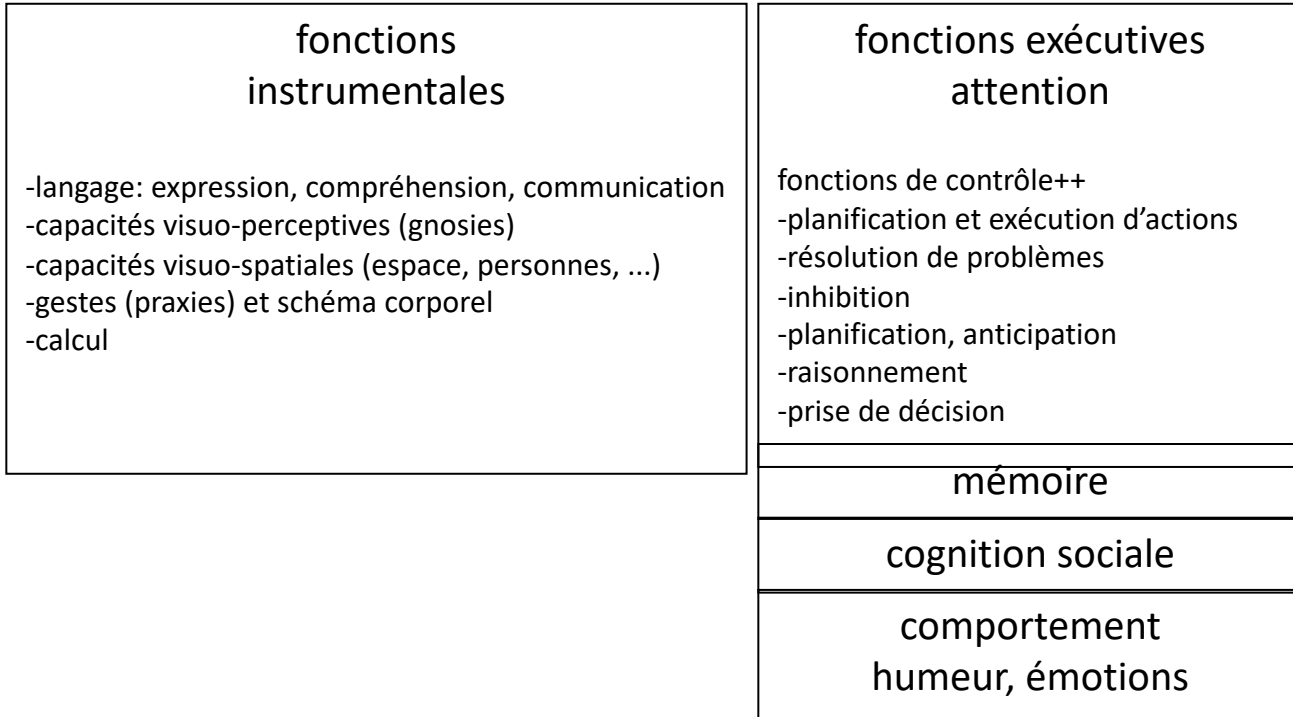 fonctions
instrumentales
-langage: expression, compréhension, communication
-capacités visuo-perceptives (gnosies)
-capacités visuo-spatiales (espace, personnes, ...)
-gestes (praxies) et schéma corporel
-calcul
fonctions exécutives
attention
fonctions de contrôle++
-planification et exécution d’actions
-résolution de problèmes
-inhibition
-planification, anticipation
-raisonnement
-prise de décision
mémoire
cognition sociale
comportement
humeur, émotions